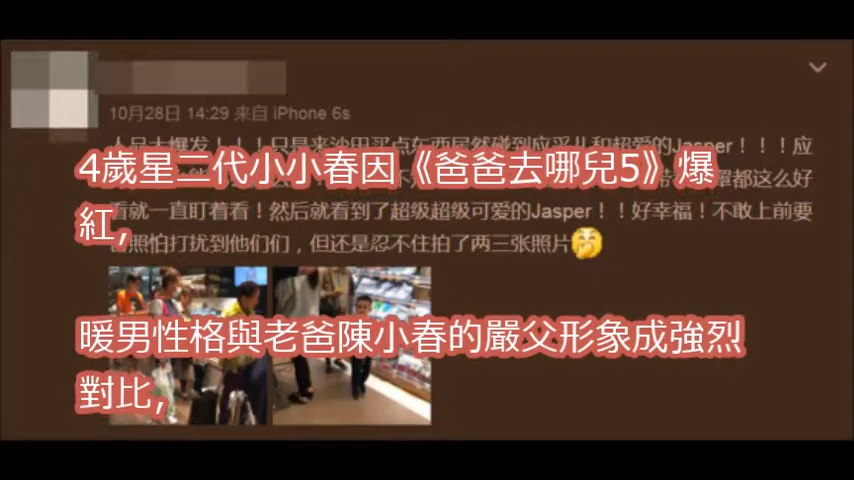 10月28日 14:29 来自 iPhone 6s
人品大爆发！！！只是来沙田买点东西居然碰到应采儿和超爱的Jasper！！！应
4歲星二代小小春因《爸爸去哪兒5》爆
都这么好
看就一直盯着看！然后就看到了超级超级可爱的Jasper！！好幸福！不敢上前要
紅,
照怕打扰到他们们，但还是忍不住拍了两三张照片
暖男性格與老爸陳小春的嚴父形象成強烈
對比,